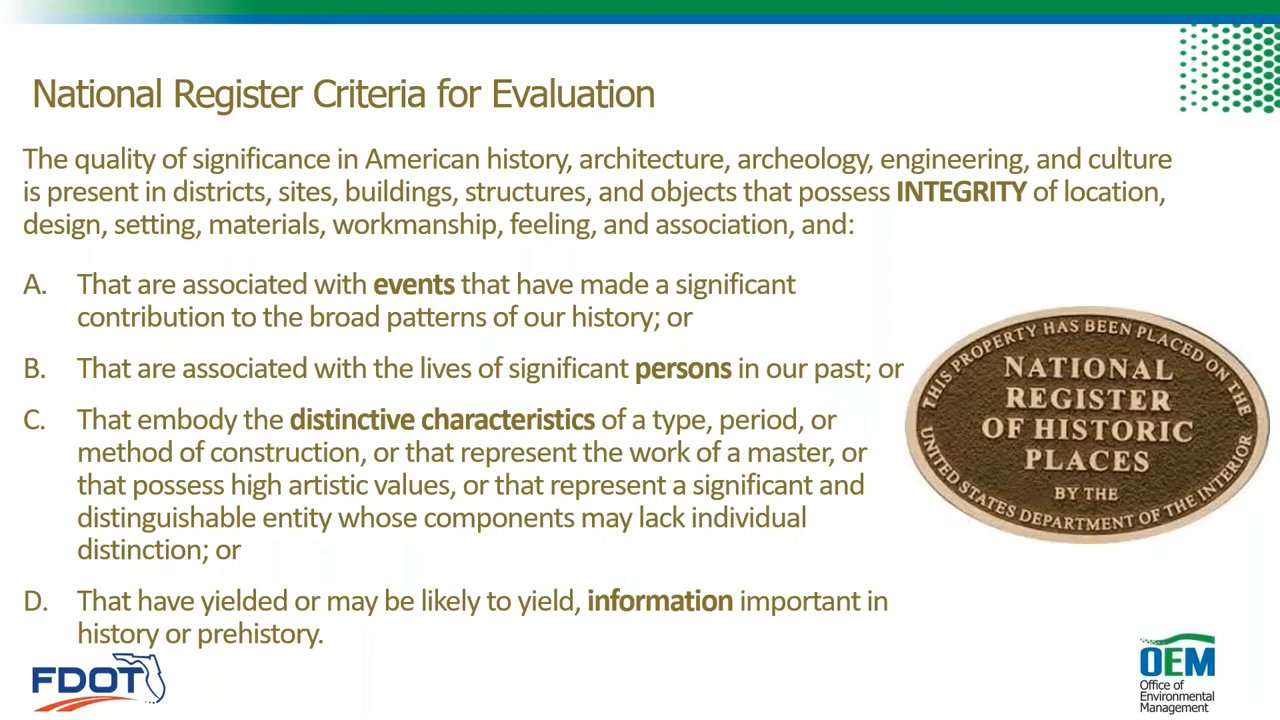 National Register Criteria for Evaluation
The quality of significance in American history, architecture, archeology, engineering, and culture
is present in districts, sites, buildings, structures, and objects that possess INTEGRITY of location,
design, setting, materials, workmanship, feeling, and association, and:
A. That are associated with events that have made a significant
contribution to the broad patterns of our history; or
B. That are associated with the lives of significant persons in our past; or
C. That embody the distinctive characteristics of a type, period, or
method of construction, or that represent the work of a master, or
that possess high artistic values, or that represent a significant and
distinguishable entity whose components may lack individual
distinction; or
D. That have yielded or may be likely to yield, information important in
history or prehistory.
THIS PROPERTY HAS BEEN PLACED ON THE
NATIONAL
REGISTER
OF HISTORIC
PLACES
BY THE
UNITED STATES DEPARTMENT OF THE INTERIOR
FDOT
OEM
Office of
Environmental
Management